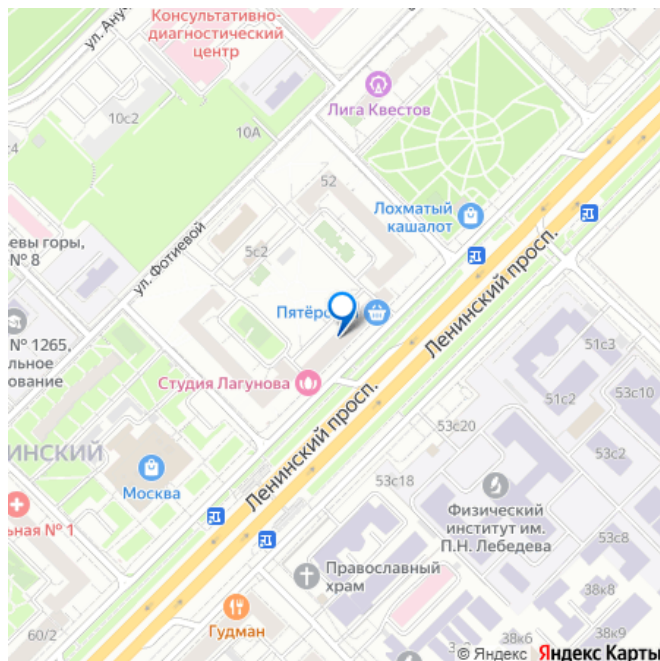 Консультативно-
диагностический
центр
ул. Ану
10с2
10А
Лига Квестов
с4
52
Лохматый
кашалот
5с2
ул. Фотиевой
евы горы,
№ 8
Пятёро
Ленинский просп.
№ 1265,
льное
ование
Студия Лагунова
51с3
51с2
53с10
Ленинский просп.
53с20
ИНСКИЙ
Москва
53с18
Физический
институт им.
П.Н. Лебедева
ьная № 1
53с8
Православный
храм
38к8
38к9
Гудман
60/2
38к6
© Яндекс Яндекс Карты